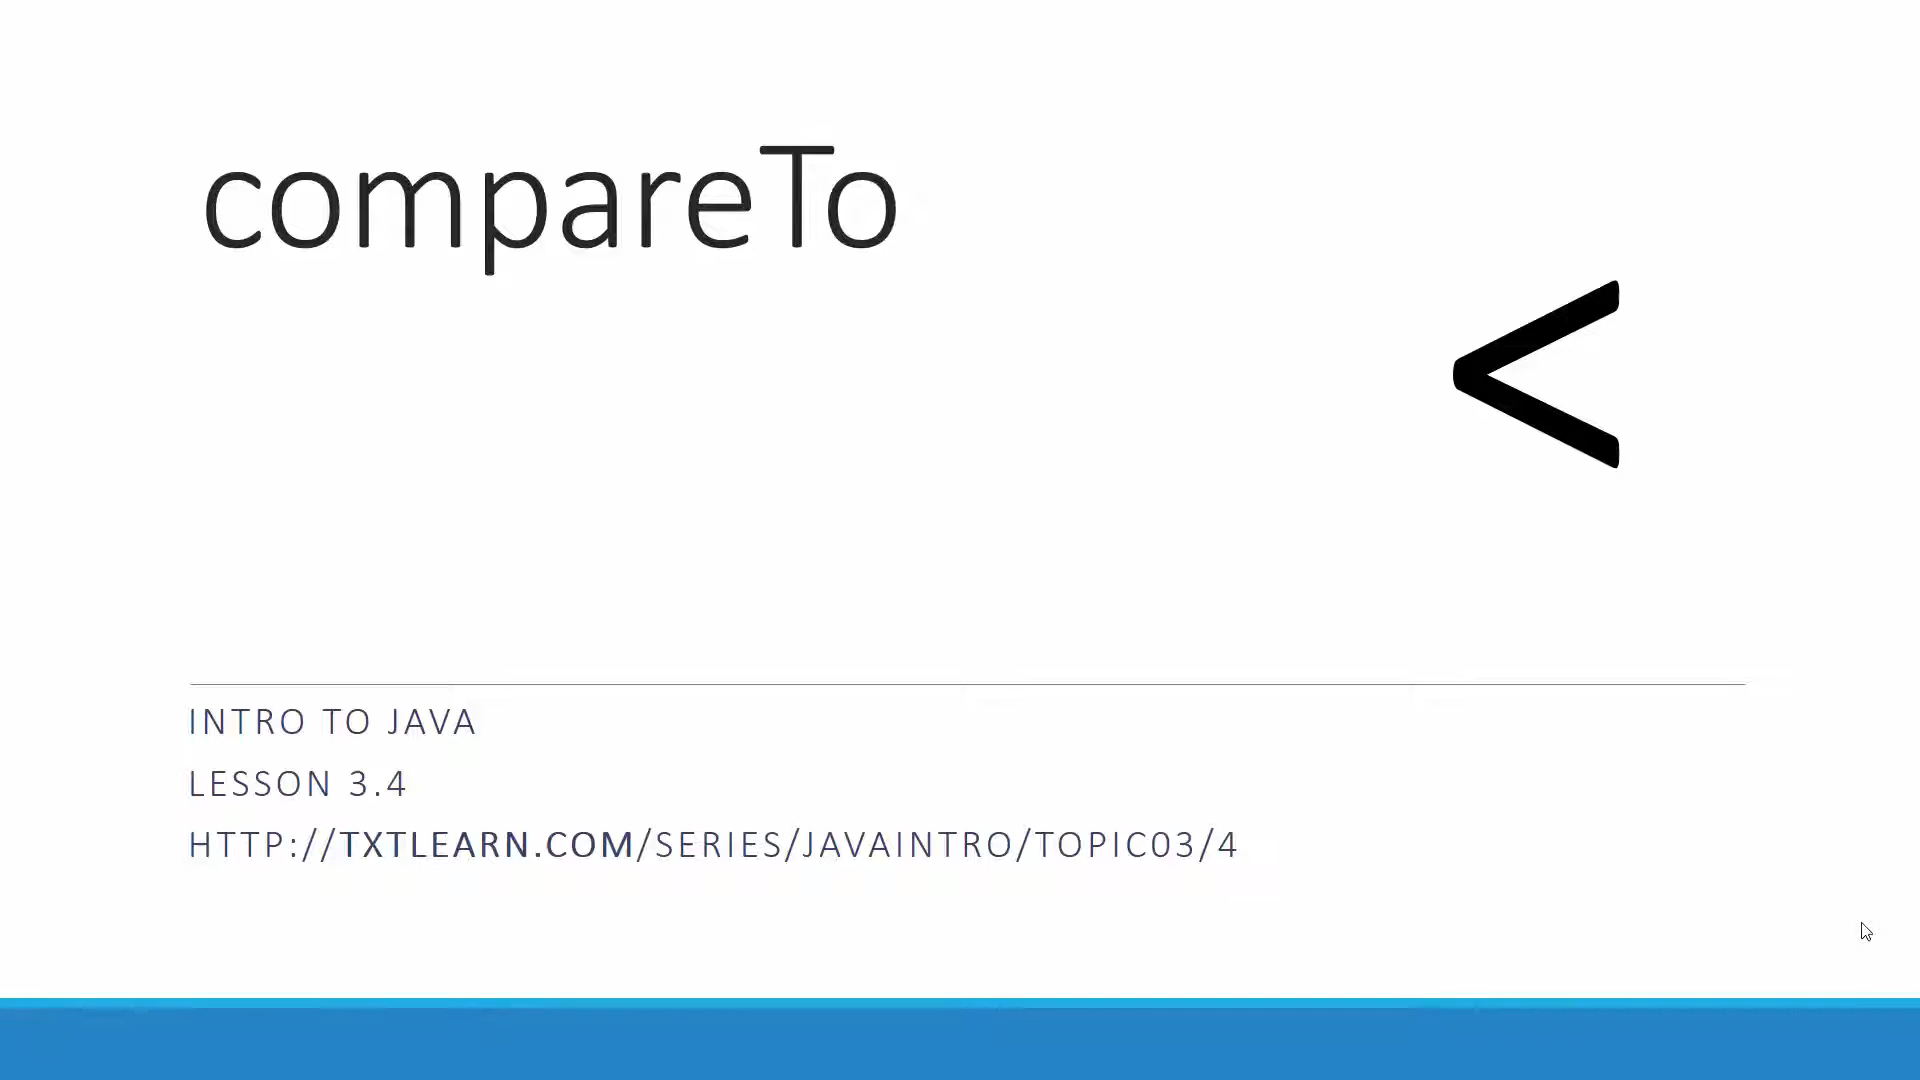 compareTo
<
INTRO TO JAVA
LESSON 3.4
HTTP://TXTLEARN.COM/SERIES/JAVAINTRO/TOPIC03/4